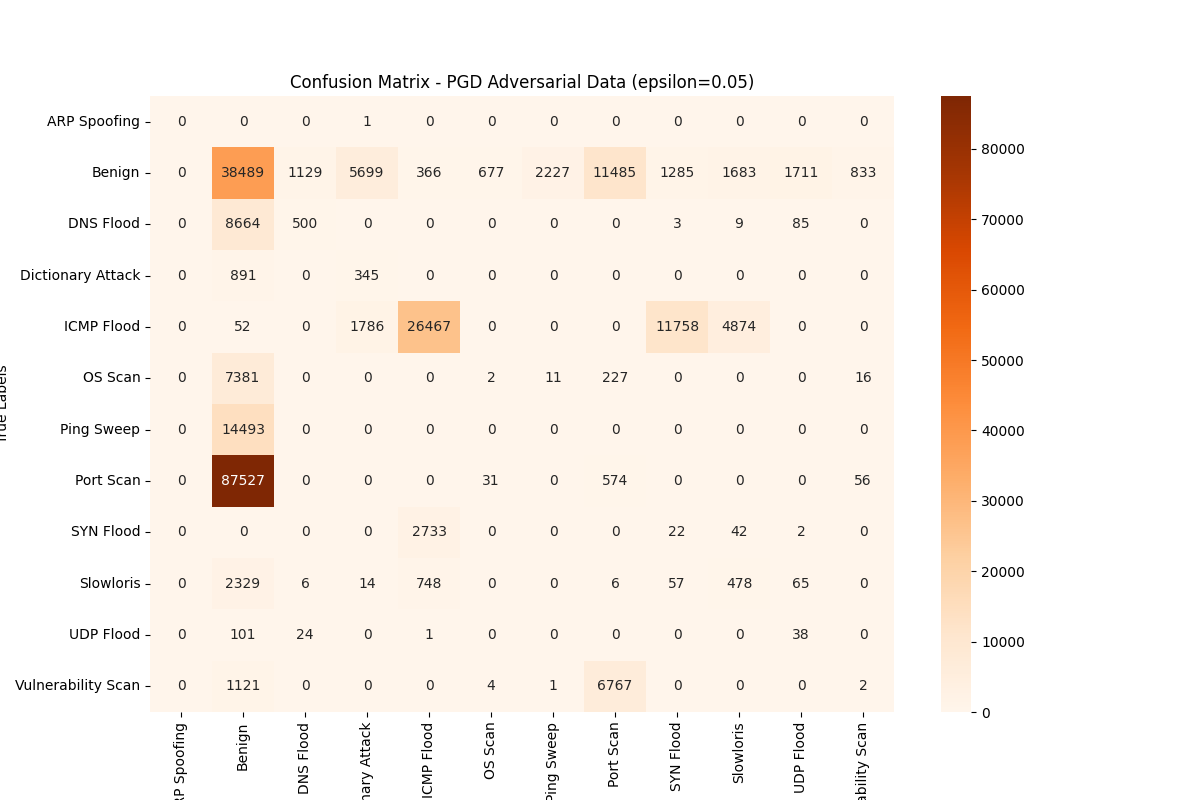 Confusion Matrix - PGD Adversarial Data (epsilon=0.05)
ARP Spoofing 0 0 0 1 0 0 0 0 0 0 0 0
Benign 0 38489 1129 5699 366 677 2227 11485 1285 1683 1711 833
DNS Flood 0 8664 500 0 0 0 0 0 3 9 85 0
Dictionary Attack 0 891 0 345 0 0 0 0 0 0 0 0
ICMP Flood 0 52 0 1786 26467 0 0 0 11758 4874 0 0
OS Scan 0 7381 0 0 0 2 11 227 0 0 0 16
Ping Sweep 0 14493 0 0 0 0 0 0 0 0 0 0
Port Scan 0 87527 0 0 0 31 0 574 0 0 0 56
SYN Flood 0 0 0 0 2733 0 0 0 22 42 2 0
Slowloris 0 2329 6 14 748 0 0 6 57 478 65 0
UDP Flood 0 101 24 0 1 0 0 0 0 0 38 0
Vulnerability Scan 0 1121 0 0 0 4 1 6767 0 0 0 2
RP Spoofing
Benign
DNS Flood
nary Attack
ICMP Flood
OS Scan
Ping Sweep
Port Scan
SYN Flood
Slowloris
UDP Flood
ability Scan
True Labels
80000
70000
60000
50000
40000
30000
20000
10000
0